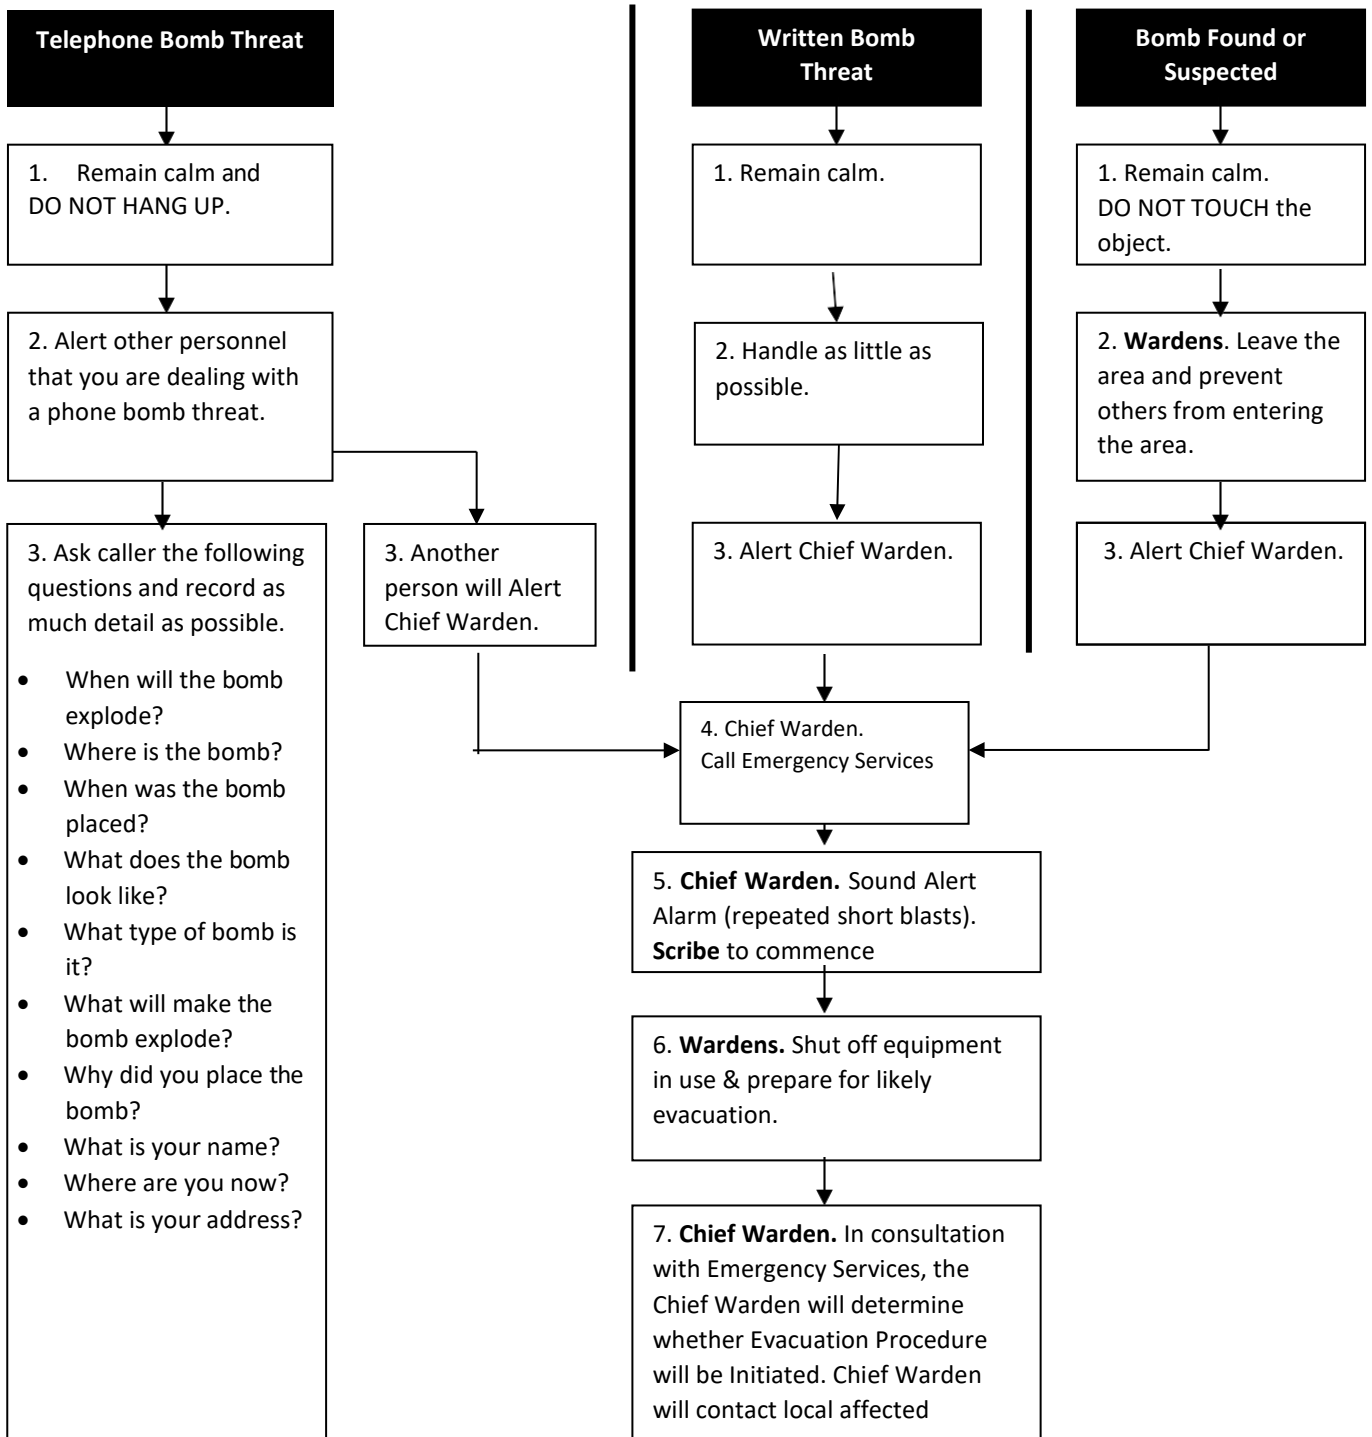 Telephone Bomb Threat
1. Remain calm and
DO NOT HANG UP.
2. Alert other personnel
that you are dealing with
a phone bomb threat.
3. Ask caller the following
questions and record as
much detail as possible.
• When will the bomb
explode?
• Where is the bomb?
• When was the bomb
placed?
• What does the bomb
look like?
• What type of bomb is
it?
• What will make the
bomb explode?
• Why did you place the
bomb?
• What is your name?
• Where are you now?
• What is your address?
3. Another
person will Alert
Chief Warden.
Written Bomb
Threat
1. Remain calm.
2. Handle as little as
possible.
3. Alert Chief Warden.
Bomb Found or
Suspected
1. Remain calm.
DO NOT TOUCH the
object.
2. Wardens. Leave the
area and prevent
others from entering
the area.
3. Alert Chief Warden.
4. Chief Warden.
Call Emergency Services
5. Chief Warden. Sound Alert
Alarm (repeated short blasts).
Scribe to commence
6. Wardens. Shut off equipment
in use & prepare for likely
evacuation.
7. Chief Warden. In consultation
with Emergency Services, the
Chief Warden will determine
whether Evacuation Procedure
will be Initiated. Chief Warden
will contact local affected